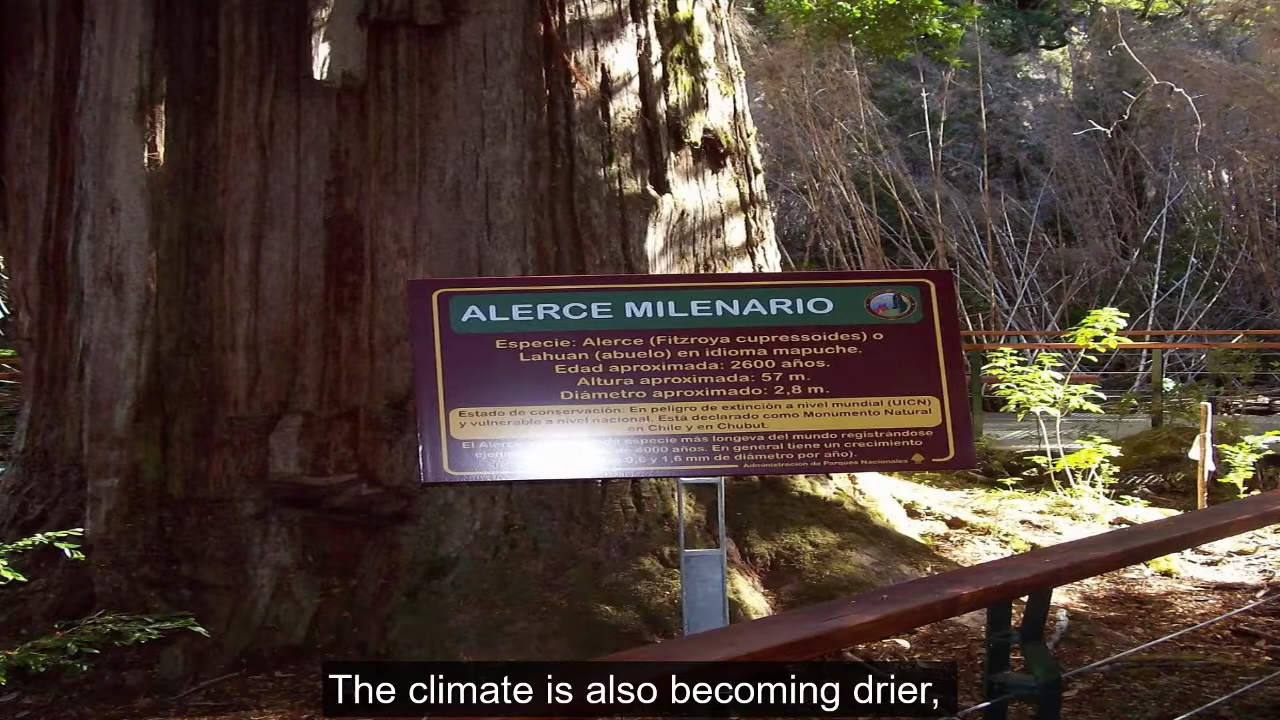 ALERCE MILENARIO
Especie: Alerce (Fitzroya cupressoides) o
Lahuan (abuelo) en idioma mapuche.
Edad aproximada: 2600 años.
Altura aproximada: 57 m.
Diámetro aproximado: 2,8 m.
Estado de conservación: En peligro de extinción a nivel mundial (UICN)
y vulnerable a nivel nacional. Está declarado como Monumento Natural
en Chile y en Chubut.
El Alerce especie más longeva del mundo registrándose
de 4000 años. En general tiene un crecimiento
0,6 y 1,6 mm de diámetro por año).
Administración de Parques Nacionales
The climate is also becoming drier,